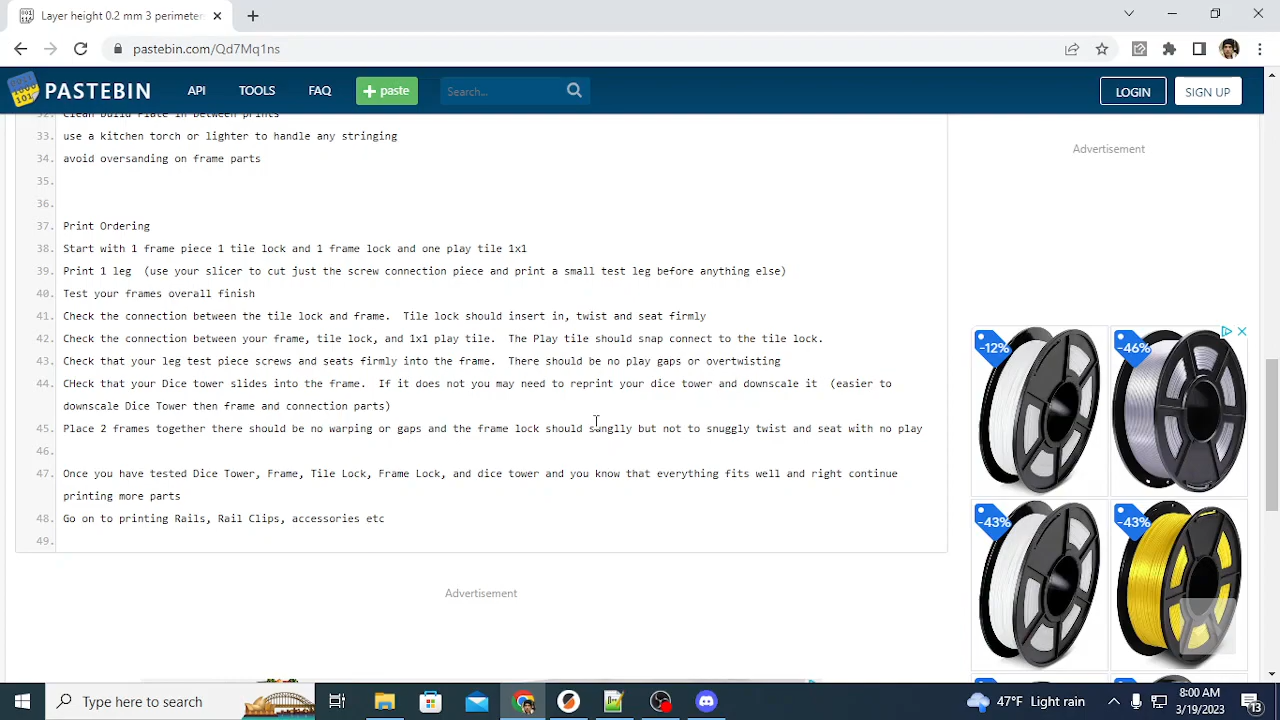 Layer height 0.2 mm 3 perimeter
pastebin.com/Qd7Mq1ns
PASTEBIN
API
TOOLS
FAQ
+ paste
Search...
LOGIN
SIGN UP
32. Clean Build Plate in between prints
33. use a kitchen torch or lighter to handle any stringing
34. avoid oversanding on frame parts
35.
36.
37. Print Ordering
38. Start with 1 frame piece 1 tile lock and 1 frame lock and one play tile 1x1
39. Print 1 leg (use your slicer to cut just the screw connection piece and print a small test leg before anything else)
40. Test your frames overall finish
41. Check the connection between the tile lock and frame. Tile lock should insert in, twist and seat firmly
42. Check the connection between your frame, tile lock, and 1x1 play tile. The Play tile should snap connect to the tile lock.
43. Check that your leg test piece screws and seats firmly into the frame. There should be no play gaps or overtwisting
44. CHeck that your Dice tower slides into the frame. If it does not you may need to reprint your dice tower and downscale it (easier to
downscale Dice Tower then frame and connection parts)
45. Place 2 frames together there should be no warping or gaps and the frame lock should sunglly but not to snuggly twist and seat with no play
46.
47. Once you have tested Dice Tower, Frame, Tile Lock, Frame Lock, and dice tower and you know that everything fits well and right continue
printing more parts
48. Go on to printing Rails, Rail Clips, accessories etc
49.
Advertisement
Advertisement
-12%
-46%
-43%
-43%
Type here to search
47°F Light rain
8:00 AM
3/19/2023
13